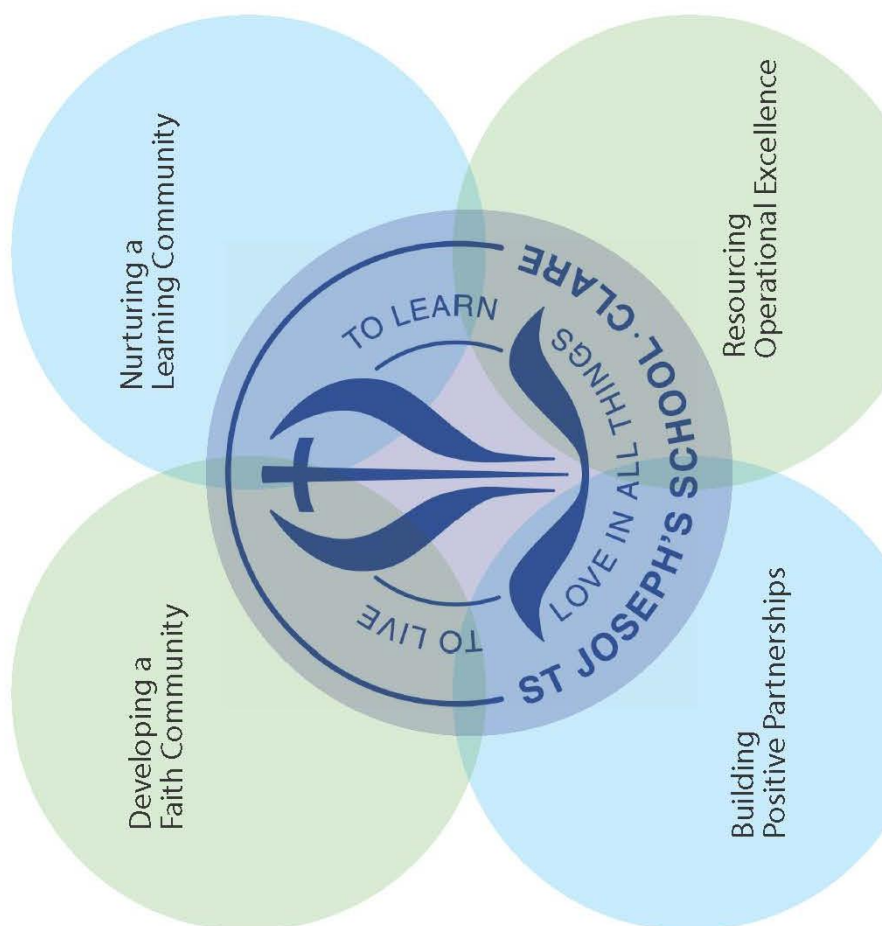 Developing a
Faith Community
Nurturing a
Learning Community
TO LIVE
TO LEARN
LOVE IN ALL THINGS
ST JOSEPH'S SCHOOL · CLARE
Building
Positive Partnerships
Resourcing
Operational Excellence